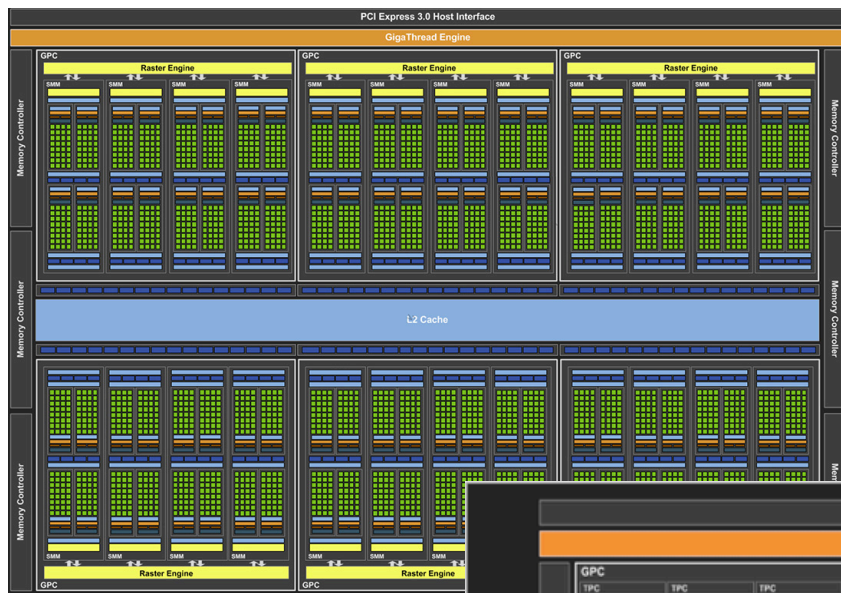 PCI Express 3.0 Host Interface
GigaThread Engine
GPC GPC GPC
Raster Engine Raster Engine Raster Engine
SMM SMM SMM SMM SMM SMM SMM SMM SMM SMM SMM SMM
Memory Controller Memory Controller
Memory Controller Memory Controller
L2 Cache
Memory Controller Mem
SMM SMM SMM SMM SMM SMM SMM
Raster Engine Raster Engine
GPC GPC
GPC
TPC TPC TPC